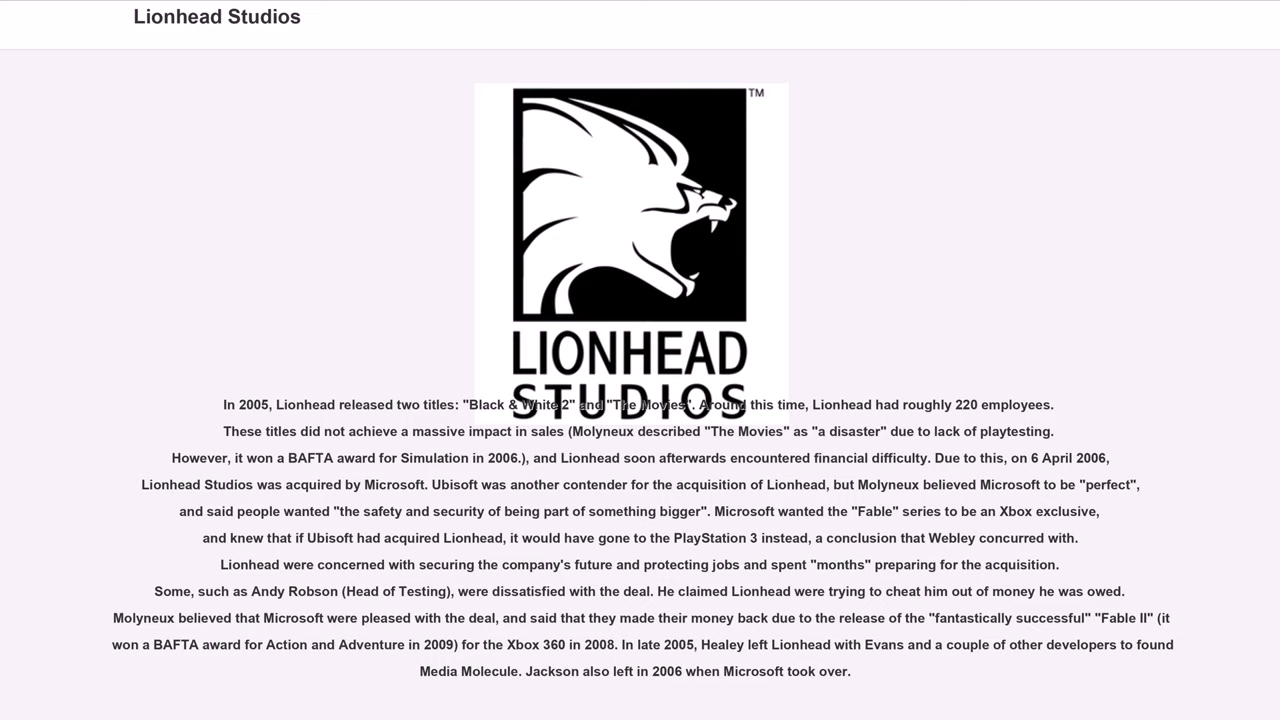 Lionhead Studios
TM
LIONHEAD
STUDIOS
In 2005, Lionhead released two titles: "Black & White 2" and "The Movies". Around this time, Lionhead had roughly 220 employees.
These titles did not achieve a massive impact in sales (Molyneux described "The Movies" as "a disaster" due to lack of playtesting.
However, it won a BAFTA award for Simulation in 2006.), and Lionhead soon afterwards encountered financial difficulty. Due to this, on 6 April 2006,
Lionhead Studios was acquired by Microsoft. Ubisoft was another contender for the acquisition of Lionhead, but Molyneux believed Microsoft to be "perfect",
and said people wanted "the safety and security of being part of something bigger". Microsoft wanted the "Fable" series to be an Xbox exclusive,
and knew that if Ubisoft had acquired Lionhead, it would have gone to the PlayStation 3 instead, a conclusion that Webley concurred with.
Lionhead were concerned with securing the company's future and protecting jobs and spent "months" preparing for the acquisition.
Some, such as Andy Robson (Head of Testing), were dissatisfied with the deal. He claimed Lionhead were trying to cheat him out of money he was owed.
Molyneux believed that Microsoft were pleased with the deal, and said that they made their money back due to the release of the "fantastically successful" "Fable II" (it
won a BAFTA award for Action and Adventure in 2009) for the Xbox 360 in 2008. In late 2005, Healey left Lionhead with Evans and a couple of other developers to found
Media Molecule. Jackson also left in 2006 when Microsoft took over.